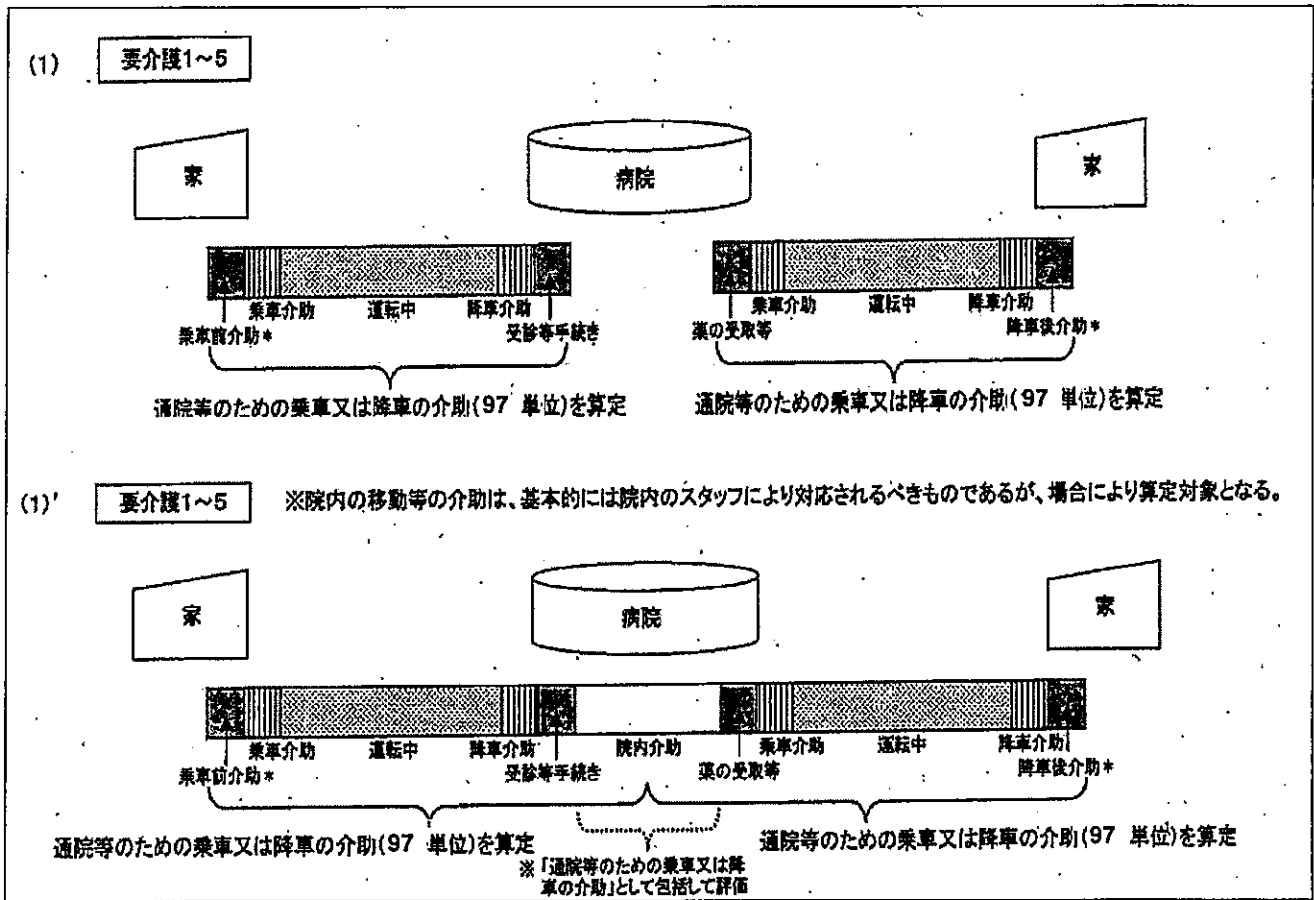 (1) 要介護1~5
家 病院 家
乗車介助 運転中 降車介助 乗車介助 運転中 降車介助
乗車前介助* 受診等手続き 薬の受取等 降車後介助*
通院等のための乗車又は降車の介助(97 単位)を算定 通院等のための乗車又は降車の介助(97 単位)を算定
(1)' 要介護1~5 ※院内の移動等の介助は、基本的には院内のスタッフにより対応されるべきものであるが、場合により算定対象となる。
家 病院 家
乗車介助 運転中 降車介助 院内介助 乗車介助 運転中 降車介助
乗車前介助* 受診等手続き 薬の受取等 降車後介助*
通院等のための乗車又は降車の介助(97 単位)を算定 通院等のための乗車又は降車の介助(97 単位)を算定
※「通院等のための乗車又は降
車の介助」として包括して評価